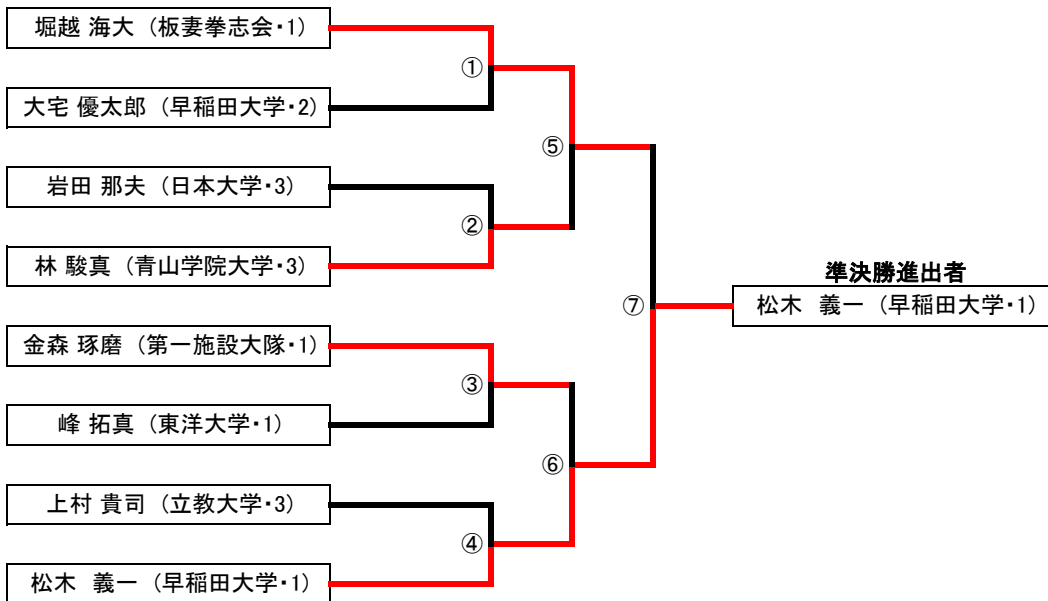 堀越 海大（板妻拳志会・1）
①
大宅 優太郎（早稲田大学・2）
⑤
岩田 那夫（日本大学・3）
②
林 駿真（青山学院大学・3）
準決勝進出者
⑦
松木　義一（早稲田大学・1）
金森 琢磨（第一施設大隊・1）
③
峰 拓真（東洋大学・1）
⑥
上村 貴司（立教大学・3）
④
松木　義一（早稲田大学・1）